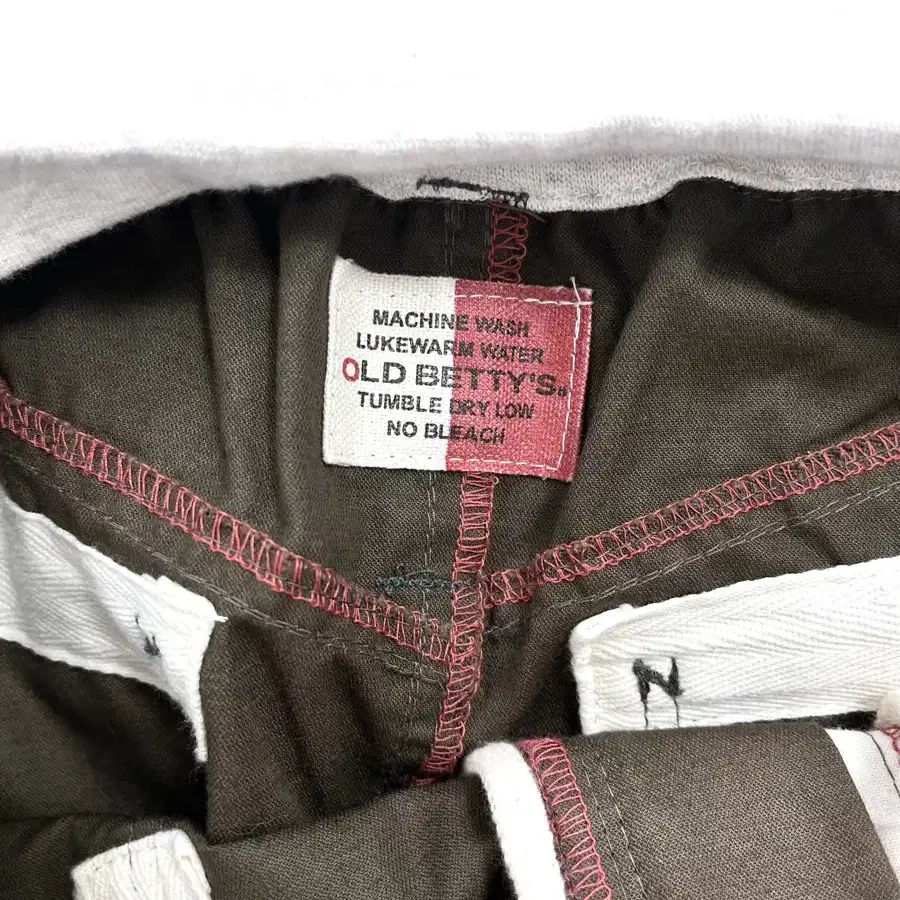 MACHINE WASH
LUKEWARM WATER
OLD BETTY'S.
TUMBLE DRY LOW
NO BLEACH